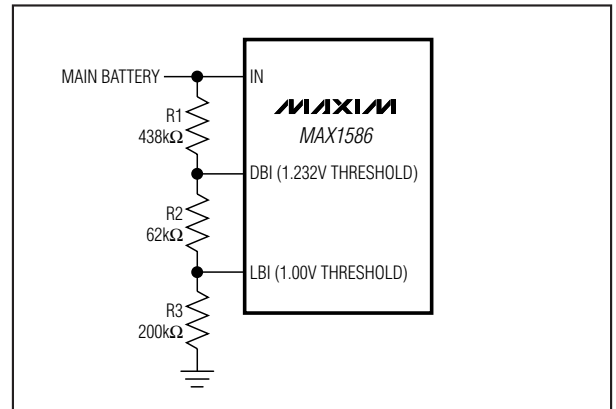 MAIN BATTERY
IN
MAXIM
MAX1586
R1
438kΩ
DBI (1.232V THRESHOLD)
R2
62kΩ
LBI (1.00V THRESHOLD)
R3
200kΩ